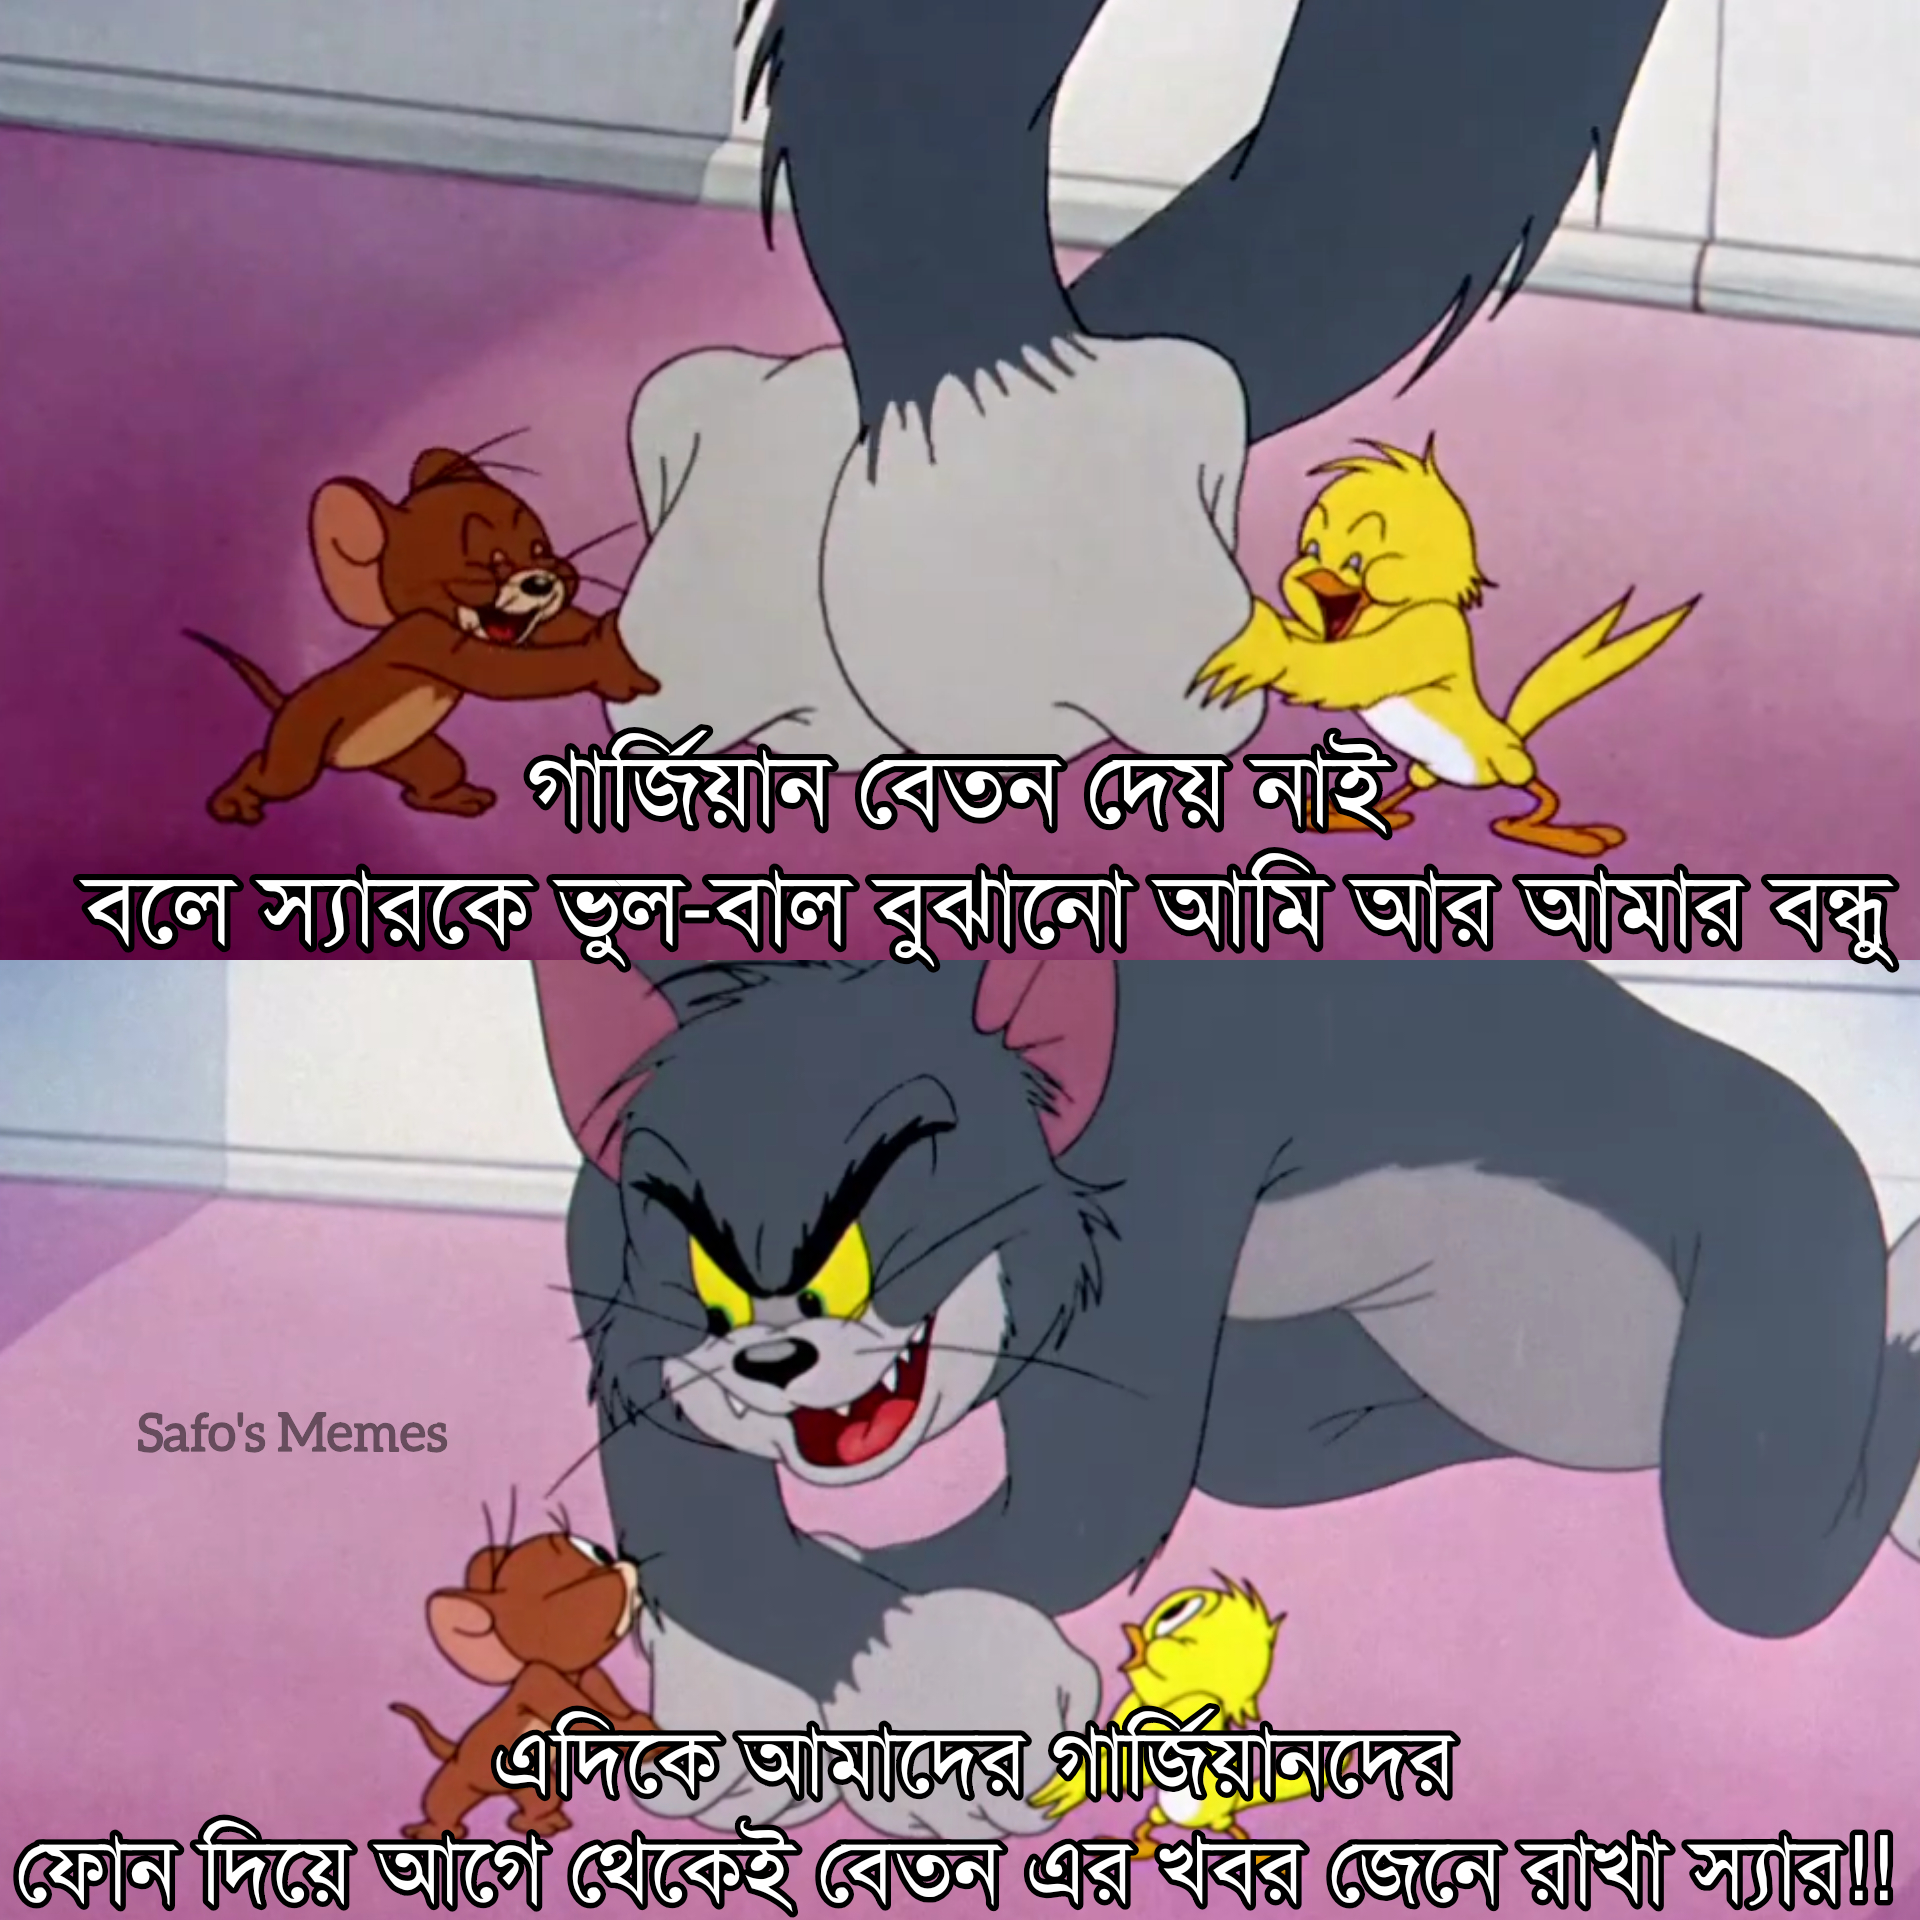 গার্জিয়ান বেতন দেয় নাই
বলে স্যারকে ভুল-বাল বুঝানো আমি আর আমার বন্ধু
Safo's Memes
এদিকে আমাদের গার্জিয়ানদের
ফোন দিয়ে আগে থেকেই বেতন এর খবর জেনে রাখা স্যার!!